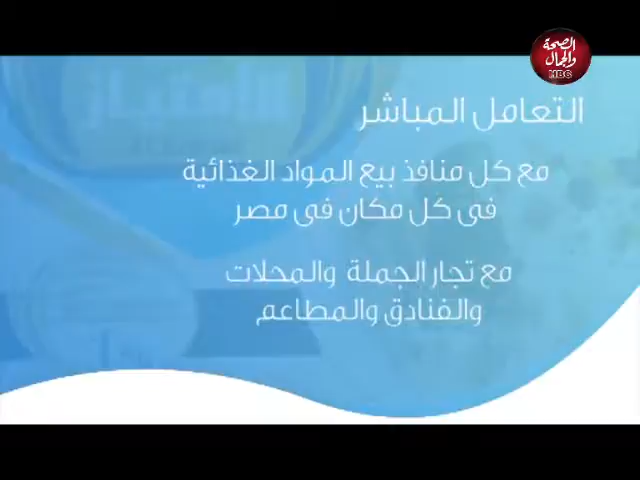 الصحة
والجمال
HBC
التعامل المباشر
مع كل منافذ بيع المواد الغذائية
فى كل مكان فى مصر
مع تجار الجملة والمحلات
والفنادق والمطاعم